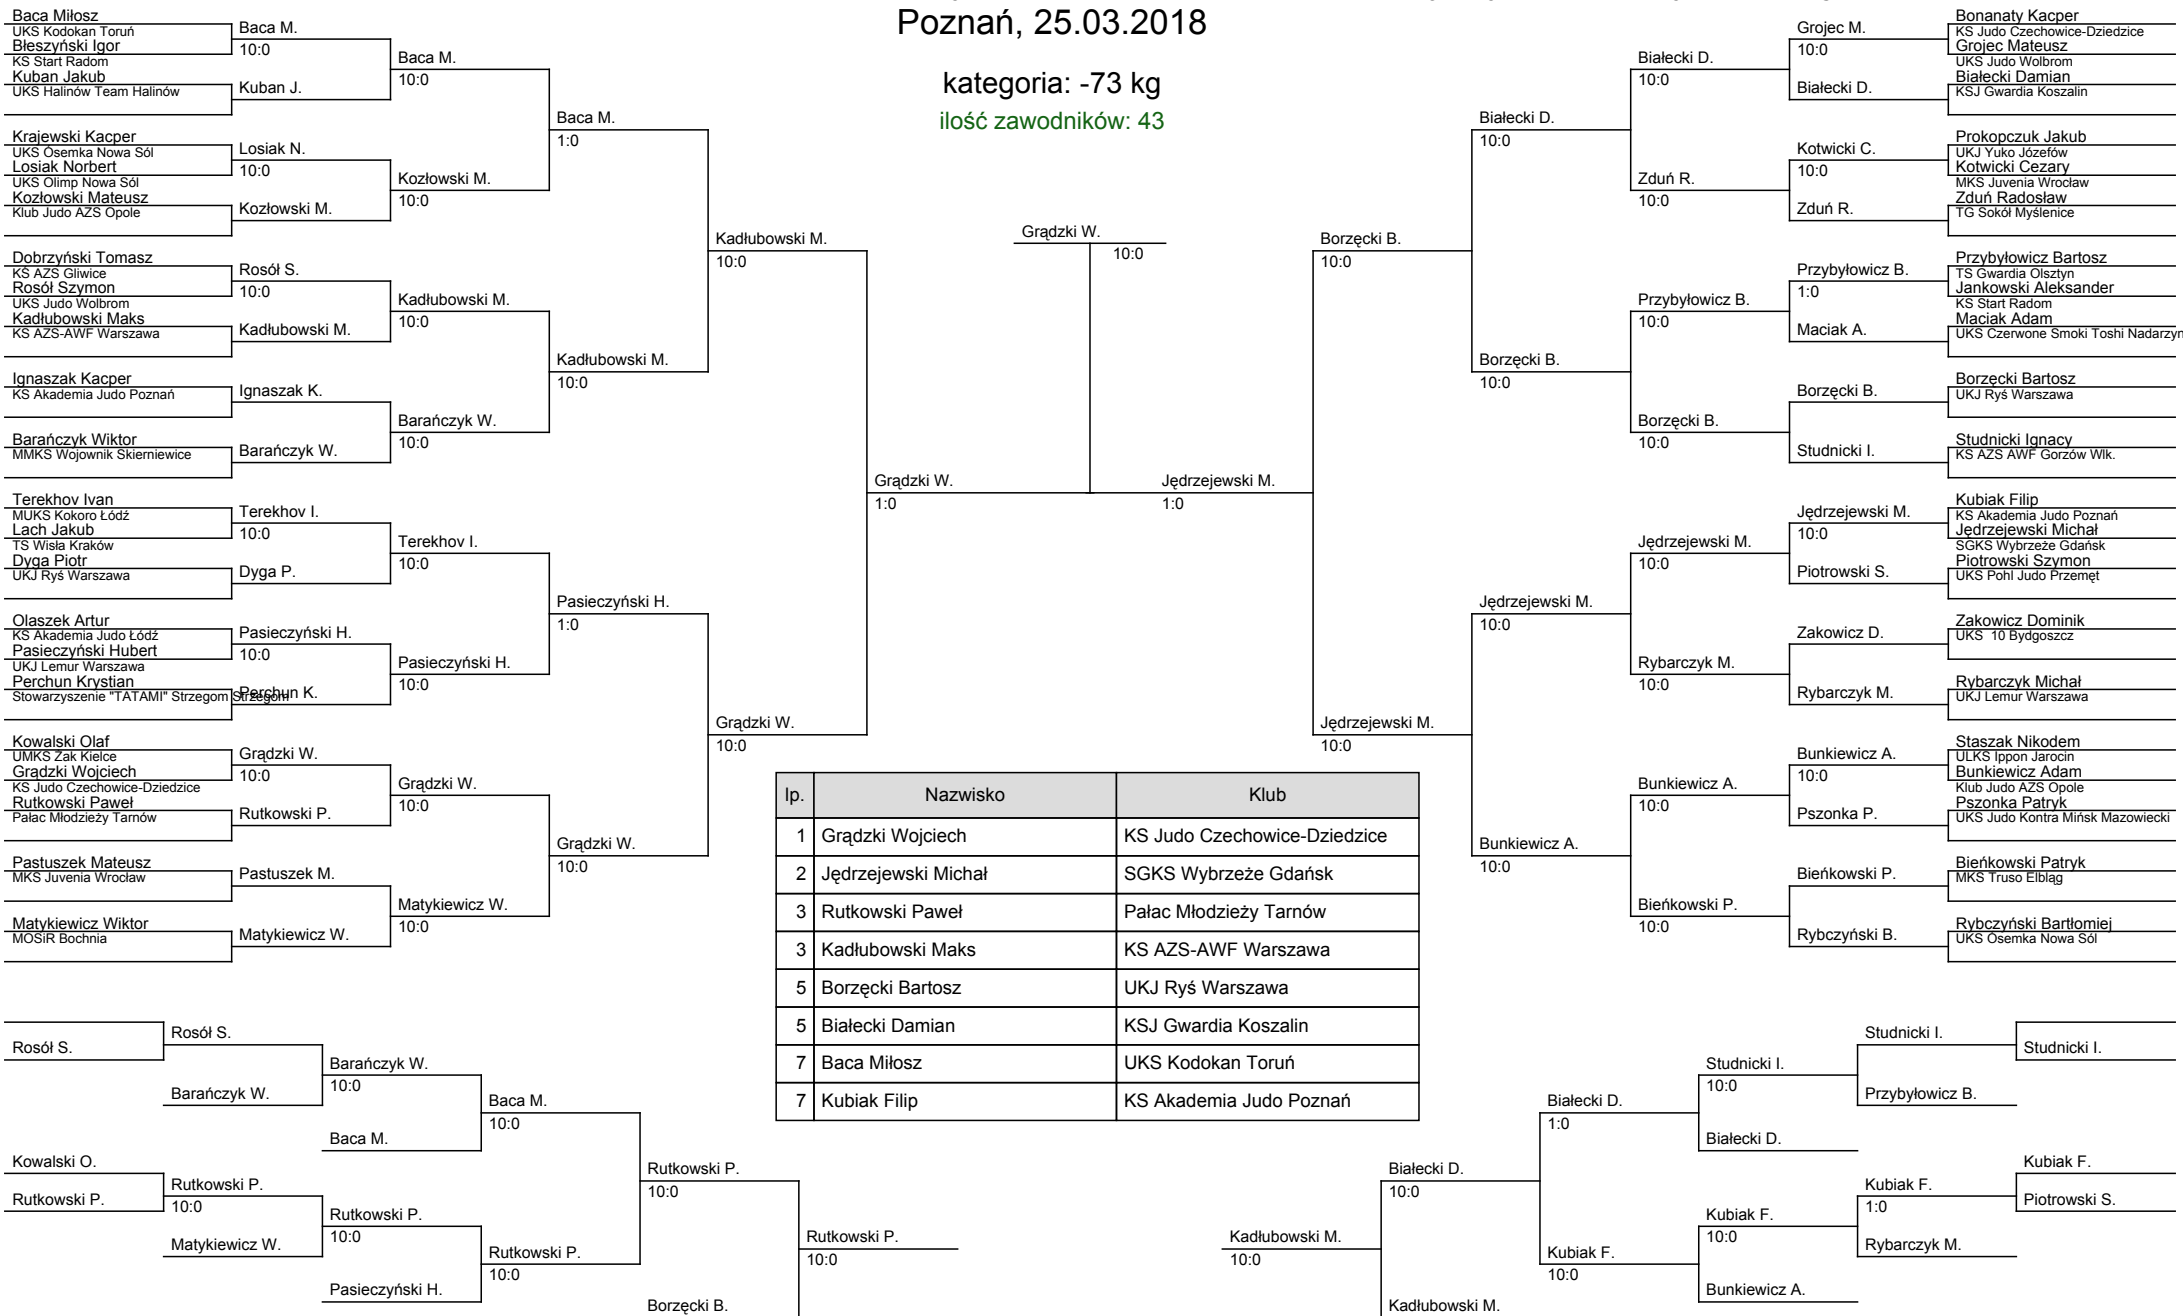 Poznań, 25.03.2018
kategoria: -73 kg
ilość zawodników: 43
Baca Miłosz
UKS Kodokan Toruń
Błeszyński Igor
KS Start Radom
Kuban Jakub
UKS Halinów Team Halinów
Krajewski Kacper
UKS Ósemka Nowa Sól
Losiak Norbert
UKS Olimp Nowa Sól
Kozłowski Mateusz
Klub Judo AZS Opole
Dobrzyński Tomasz
KS AZS Gliwice
Rosół Szymon
UKS Judo Wolbrom
Kadłubowski Maks
KS AZS-AWF Warszawa
Ignaszak Kacper
KS Akademia Judo Poznań
Barańczyk Wiktor
MMKS Wojownik Skierniewice
Terekhov Ivan
MUKS Kokoro Łódź
Lach Jakub
TS Wisła Kraków
Dyga Piotr
UKJ Ryś Warszawa
Olaszek Artur
KS Akademia Judo Łódź
Pasieczyński Hubert
UKJ Lemur Warszawa
Perchun Krystian
Stowarzyszenie "TATAMI" Strzegom Strzegom
Kowalski Olaf
UMKS Żak Kielce
Grądzki Wojciech
KS Judo Czechowice-Dziedzice
Rutkowski Paweł
Pałac Młodzieży Tarnów
Pastuszek Mateusz
MKS Juvenia Wrocław
Matykiewicz Wiktor
MOSiR Bochnia
Baca M.
10:0
Kuban J.
Losiak N.
10:0
Kozłowski M.
Rosół S.
10:0
Kadłubowski M.
Ignaszak K.
Barańczyk W.
Terekhov I.
10:0
Dyga P.
Pasieczyński H.
10:0
Perchun K.
Grądzki W.
10:0
Rutkowski P.
Pastuszek M.
Matykiewicz W.
Baca M.
10:0
Kozłowski M.
10:0
Kadłubowski M.
10:0
Barańczyk W.
10:0
Terekhov I.
10:0
Pasieczyński H.
10:0
Grądzki W.
10:0
Matykiewicz W.
10:0
Baca M.
1:0
Kadłubowski M.
10:0
Pasieczyński H.
1:0
Grądzki W.
10:0
Kadłubowski M.
10:0
Grądzki W.
10:0
Grądzki W.
1:0
Grądzki W.
10:0
Jędrzejewski M.
1:0
Borzęcki B.
10:0
Jędrzejewski M.
10:0
Białecki D.
10:0
Borzęcki B.
10:0
Jędrzejewski M.
10:0
Bunkiewicz A.
10:0
Białecki D.
10:0
Zduń R.
10:0
Przybyłowicz B.
10:0
Borzęcki B.
10:0
Jędrzejewski M.
10:0
Rybarczyk M.
10:0
Bunkiewicz A.
10:0
Bieńkowski P.
10:0
Grojec M.
10:0
Białecki D.
Kotwicki C.
10:0
Zduń R.
Przybyłowicz B.
1:0
Maciak A.
Borzęcki B.
Studnicki I.
Jędrzejewski M.
10:0
Piotrowski S.
Zakowicz D.
Rybarczyk M.
Bunkiewicz A.
10:0
Pszonka P.
Bieńkowski P.
Rybczyński B.
Bonanaty Kacper
KS Judo Czechowice-Dziedzice
Grojec Mateusz
UKS Judo Wolbrom
Białecki Damian
KSJ Gwardia Koszalin
Prokopczuk Jakub
UKJ Yuko Józefów
Kotwicki Cezary
MKS Juvenia Wrocław
Zduń Radosław
TG Sokół Myślenice
Przybyłowicz Bartosz
TS Gwardia Olsztyn
Jankowski Aleksander
KS Start Radom
Maciak Adam
UKS Czerwone Smoki Toshi Nadarzyn
Borzęcki Bartosz
UKJ Ryś Warszawa
Studnicki Ignacy
KS AZS AWF Gorzów Wlk.
Kubiak Filip
KS Akademia Judo Poznań
Jędrzejewski Michał
SGKS Wybrzeże Gdańsk
Piotrowski Szymon
UKS Pohl Judo Przemęt
Zakowicz Dominik
UKS 10 Bydgoszcz
Rybarczyk Michał
UKJ Lemur Warszawa
Staszak Nikodem
ULKS Ippon Jarocin
Bunkiewicz Adam
Klub Judo AZS Opole
Pszonka Patryk
UKS Judo Kontra Mińsk Mazowiecki
Bieńkowski Patryk
MKS Truso Elbląg
Rybczyński Bartłomiej
UKS Ósemka Nowa Sól
lp. Nazwisko Klub
1 Grądzki Wojciech KS Judo Czechowice-Dziedzice
2 Jędrzejewski Michał SGKS Wybrzeże Gdańsk
3 Rutkowski Paweł Pałac Młodzieży Tarnów
3 Kadłubowski Maks KS AZS-AWF Warszawa
5 Borzęcki Bartosz UKJ Ryś Warszawa
5 Białecki Damian KSJ Gwardia Koszalin
7 Baca Miłosz UKS Kodokan Toruń
7 Kubiak Filip KS Akademia Judo Poznań
Rosół S.
Kowalski O.
Rutkowski P.
Rosół S.
Barańczyk W.
Rutkowski P.
10:0
Matykiewicz W.
Barańczyk W.
10:0
Baca M.
Rutkowski P.
10:0
Pasieczyński H.
Baca M.
10:0
Rutkowski P.
10:0
Rutkowski P.
10:0
Borzęcki B.
Rutkowski P.
10:0
Kadłubowski M.
10:0
Białecki D.
10:0
Kadłubowski M.
Białecki D.
1:0
Kubiak F.
10:0
Studnicki I.
10:0
Białecki D.
Kubiak F.
10:0
Bunkiewicz A.
Studnicki I.
Przybyłowicz B.
Kubiak F.
1:0
Rybarczyk M.
Studnicki I.
Kubiak F.
Piotrowski S.